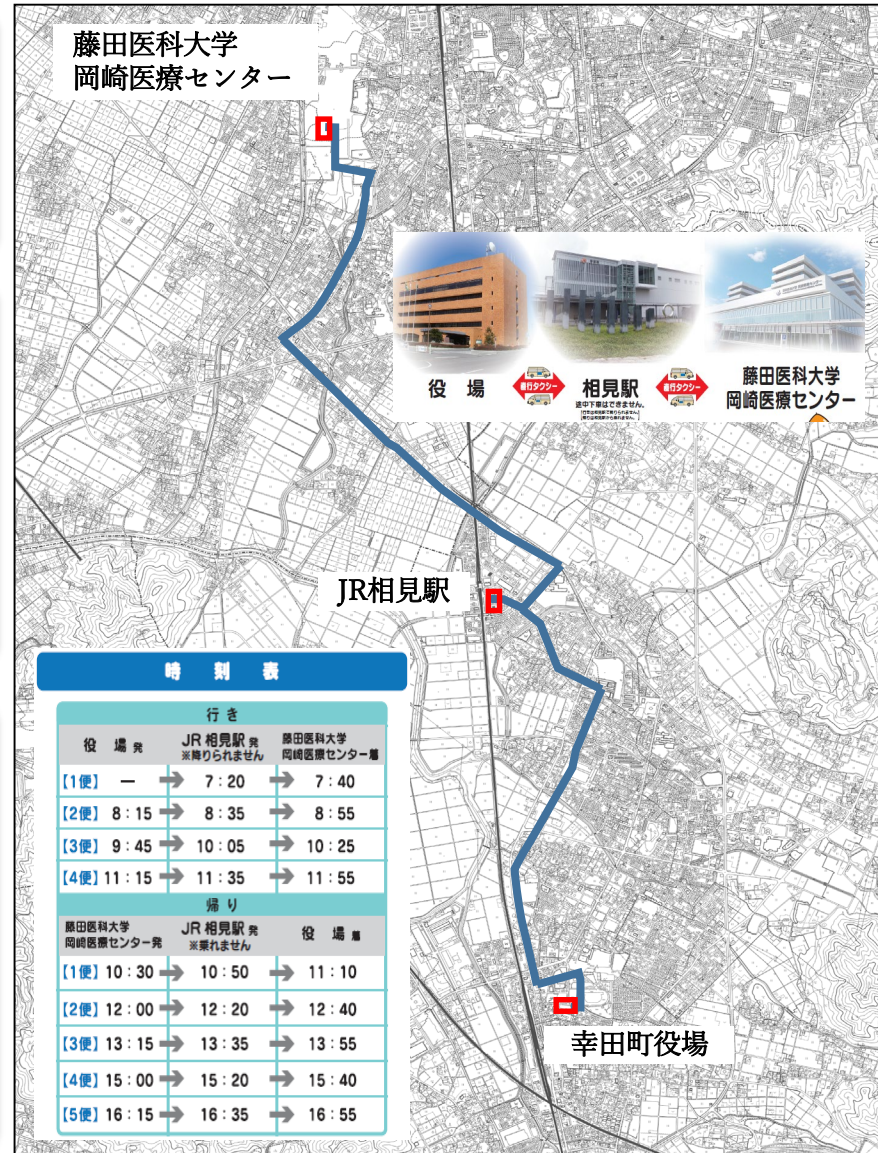 藤田医科大学
岡崎医療センター
役 場
直行タクシー
相見駅
途中下車はできません。
直行タクシー
藤田医科大学
岡崎医療センター
JR相見駅
時 刻 表
行 き
役 場 発 JR 相見駅 発 藤田医科大学
※降りられません 岡崎医療センター着
【1便】 ― 7:20 7:40
【2便】 8:15 8:35 8:55
【3便】 9:45 10:05 10:25
【4便】 11:15 11:35 11:55
帰 り
藤田医科大学 JR 相見駅 発 役 場 着
岡崎医療センター発 ※乗れません
【1便】 10:30 10:50 11:10
【2便】 12:00 12:20 12:40
【3便】 13:15 13:35 13:55
【4便】 15:00 15:20 15:40
【5便】 16:15 16:35 16:55
幸田町役場